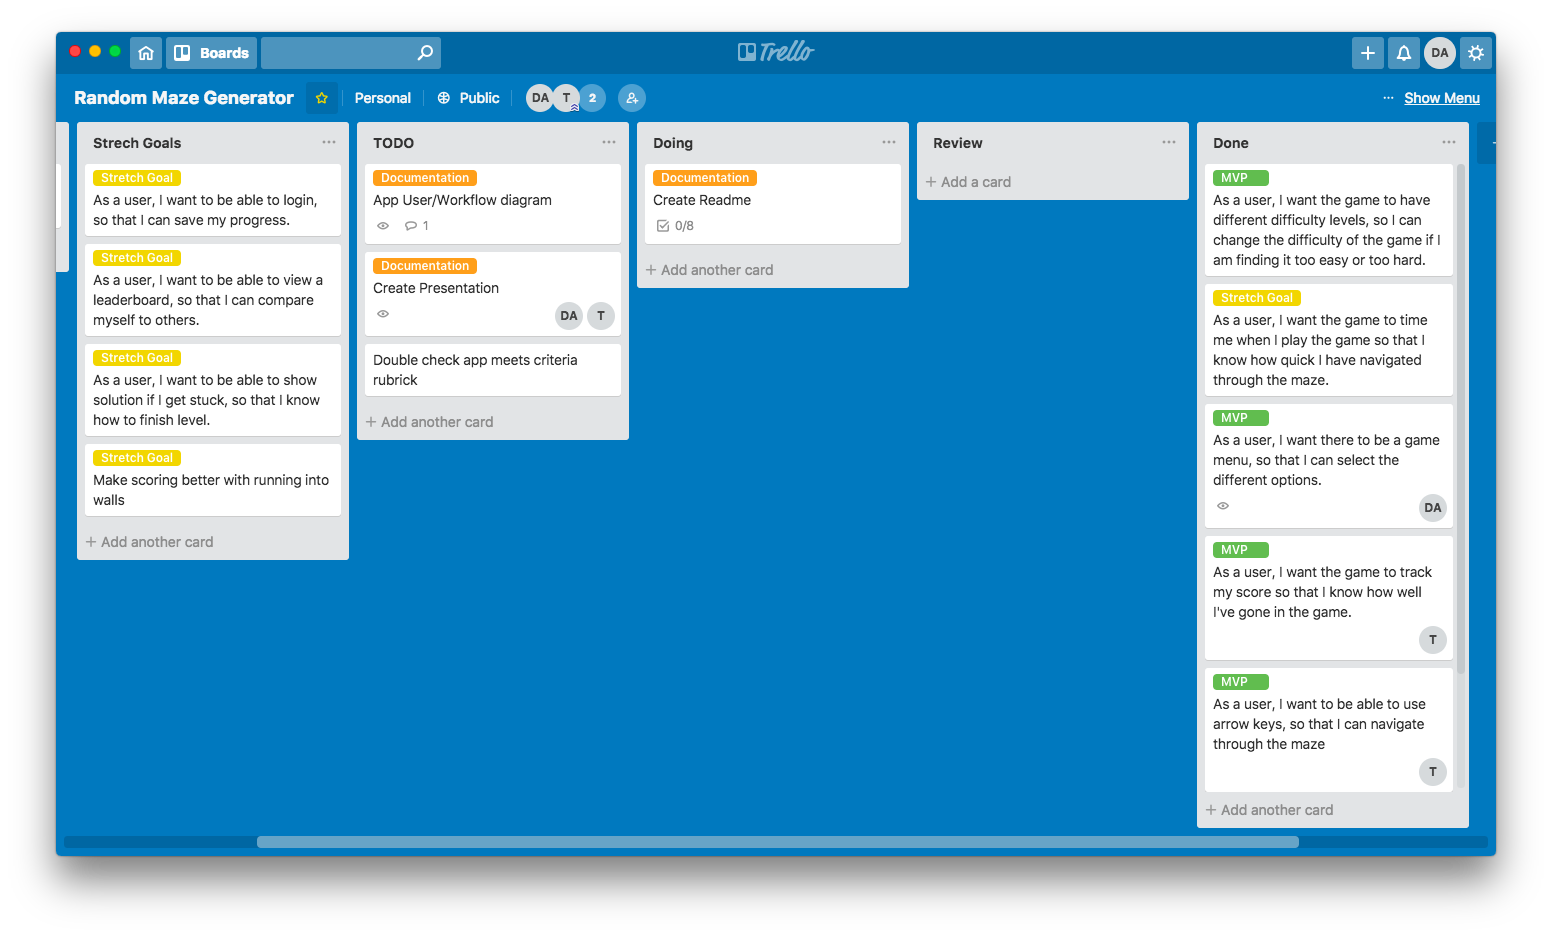 Boards
Trello
DA
Random Maze Generator
Personal
Public
DA
T
2
Show Menu
Strech Goals
Stretch Goal
As a user, I want to be able to login,
so that I can save my progress.
Stretch Goal
As a user, I want to be able to view a
leaderboard, so that I can compare
myself to others.
Stretch Goal
As a user, I want to be able to show
solution if I get stuck, so that I know
how to finish level.
Stretch Goal
Make scoring better with running into
walls
+ Add another card
TODO
Documentation
App User/Workflow diagram
1
Documentation
Create Presentation
DA
T
Double check app meets criteria
rubrick
+ Add another card
Doing
Documentation
Create Readme
0/8
+ Add another card
Review
+ Add a card
Done
MVP
As a user, I want the game to have
different difficulty levels, so I can
change the difficulty of the game if I
am finding it too easy or too hard.
Stretch Goal
As a user, I want the game to time
me when I play the game so that I
know how quick I have navigated
through the maze.
MVP
As a user, I want there to be a game
menu, so that I can select the
different options.
DA
MVP
As a user, I want the game to track
my score so that I know how well
I've gone in the game.
T
MVP
As a user, I want to be able to use
arrow keys, so that I can navigate
through the maze
T
+ Add another card